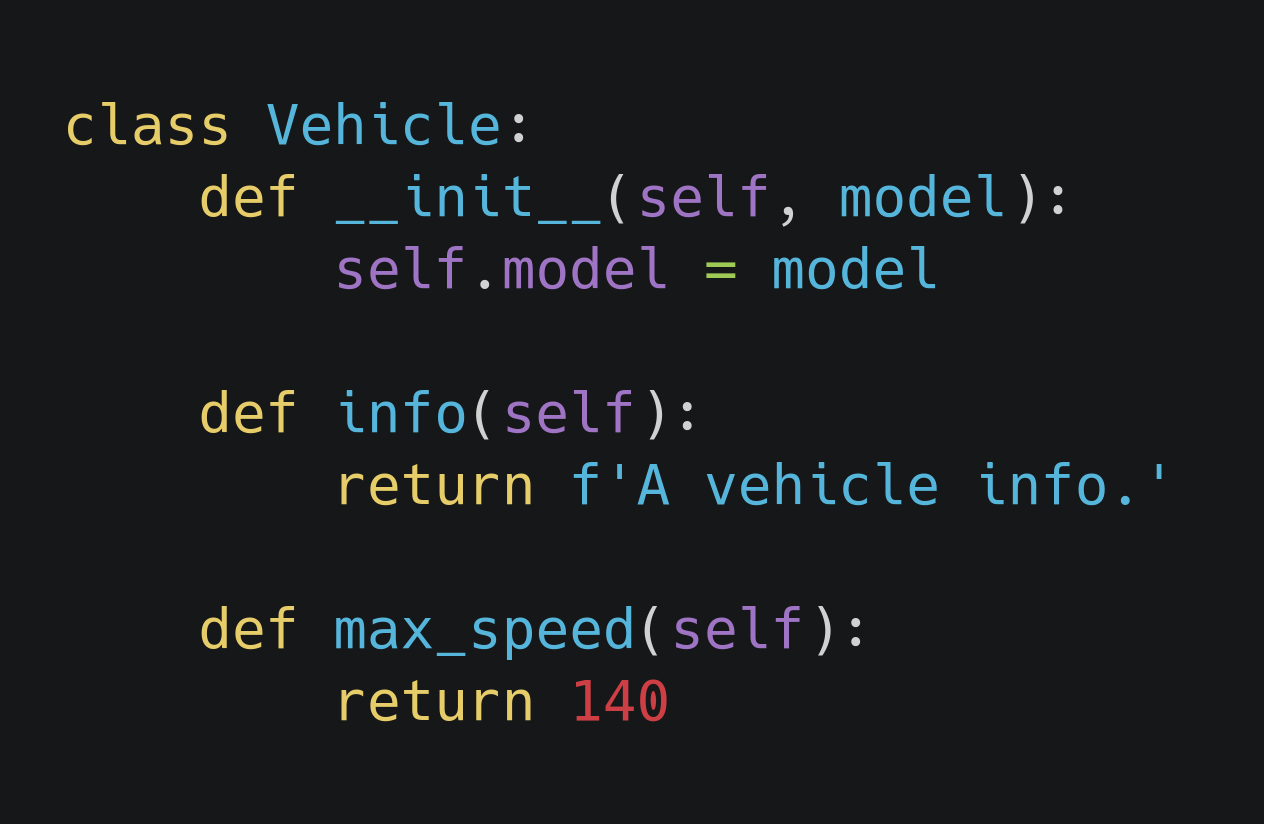 class Vehicle:
    def __init__(self, model):
        self.model = model
    def info(self):
        return f'A vehicle info.'
    def max_speed(self):
        return 140